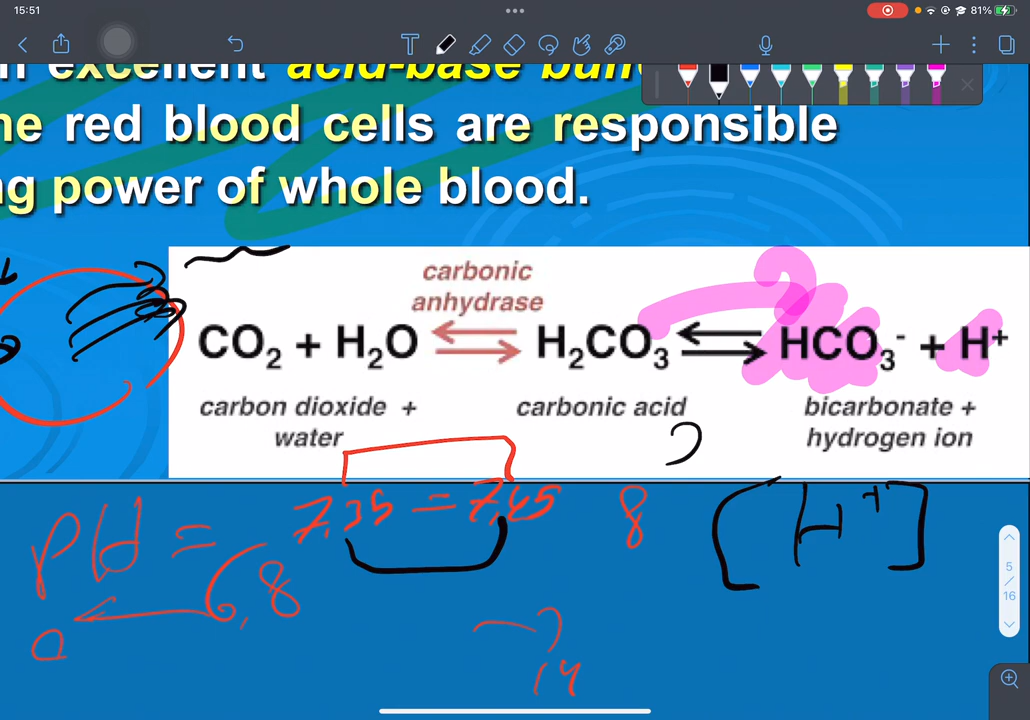 15:51
81%
n excellent acid-base buff
he red blood cells are responsible
ng power of whole blood.
carbonic
anhydrase
CO2 + H2O ⇌ H2CO3 ⇌ HCO3- + H+
carbon dioxide + carbonic acid bicarbonate +
water hydrogen ion
PH = 7,35 = 7,45 8 [H+]
6,8
0 14
5
/
16